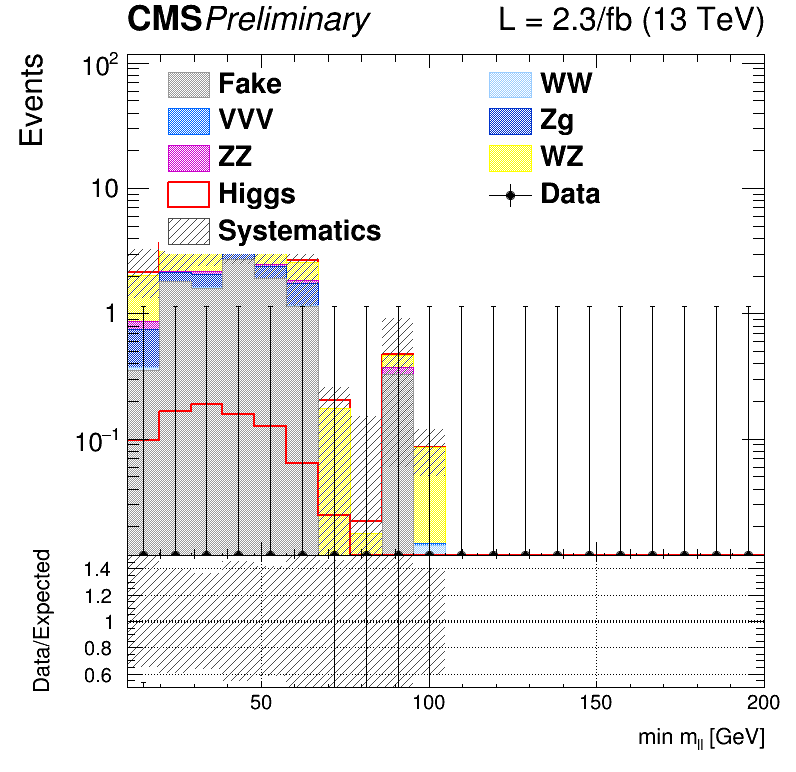 CMS Preliminary L = 2.3/fb (13 TeV)
Events
10²
10
1
10⁻¹
Fake WW
VVV Zg
ZZ WZ
Higgs Data
Systematics
Data/Expected
1.4
1.2
1
0.8
0.6
50 100 150 200
min m_ll [GeV]